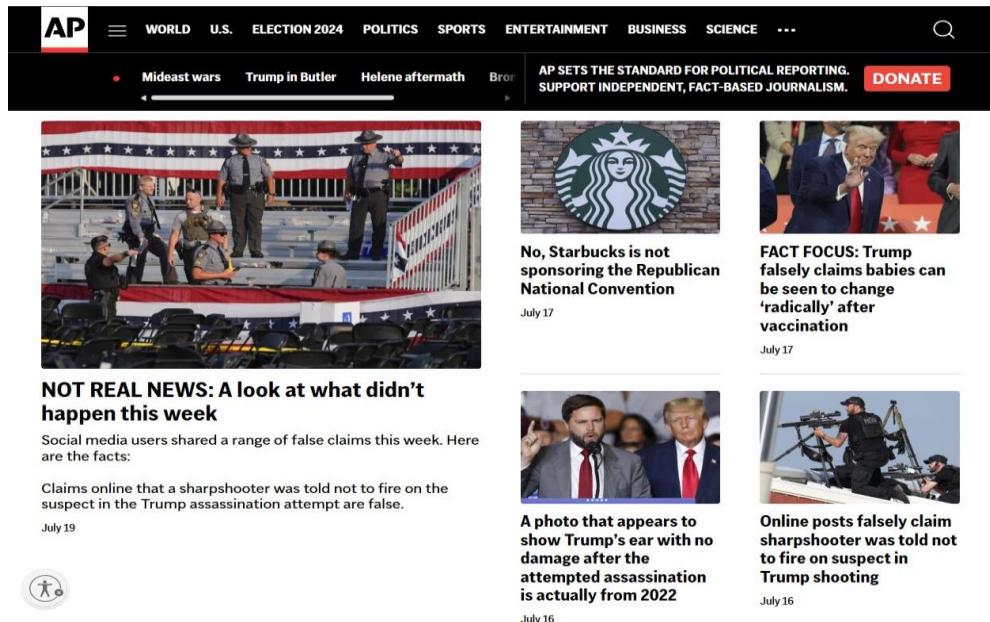 AP
WORLD U.S. ELECTION 2024 POLITICS SPORTS ENTERTAINMENT BUSINESS SCIENCE
Mideast wars Trump in Butler Helene aftermath
AP SETS THE STANDARD FOR POLITICAL REPORTING.
SUPPORT INDEPENDENT, FACT-BASED JOURNALISM.
DONATE
NOT REAL NEWS: A look at what didn’t
happen this week
Social media users shared a range of false claims this week. Here
are the facts:
Claims online that a sharpshooter was told not to fire on the
suspect in the Trump assassination attempt are false.
July 19
No, Starbucks is not
sponsoring the Republican
National Convention
July 17
FACT FOCUS: Trump
falsely claims babies can
be seen to change
‘radically’ after
vaccination
July 17
A photo that appears to
show Trump’s ear with no
damage after the
attempted assassination
is actually from 2022
July 16
Online posts falsely claim
sharpshooter was told not
to fire on suspect in
Trump shooting
July 16